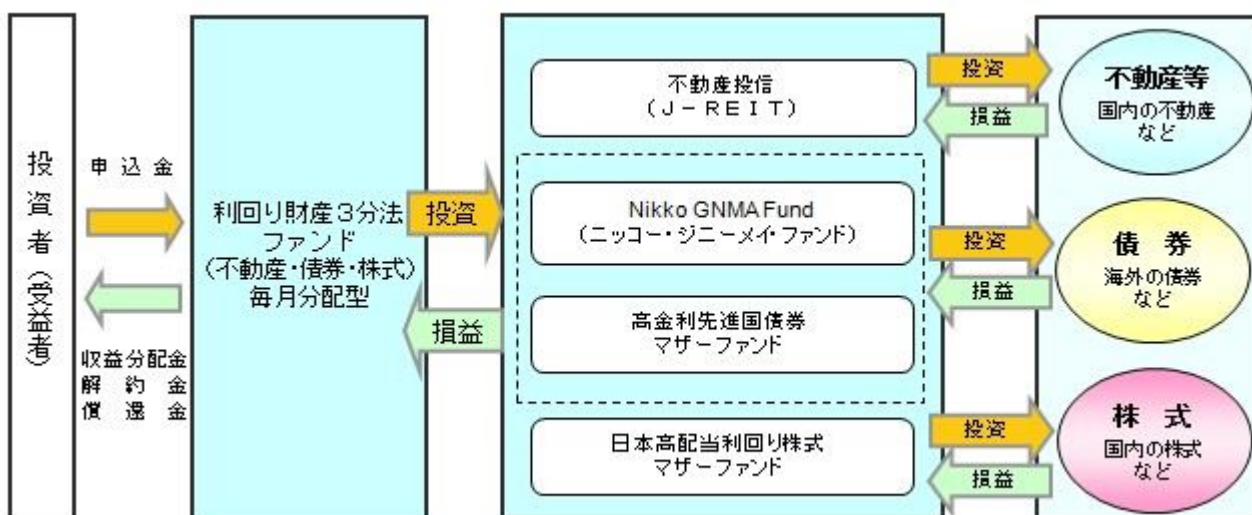 投資者（受益者）
申込金
収益分配金
解約金
償還金
利回り財産３分法
ファンド
（不動産・債券・株式）
毎月分配型
投資
損益
不動産投信
（Ｊ－ＲＥＩＴ）
Nikko GNMA Fund
（ニッコー・ジニーメイ・ファンド）
高金利先進国債券
マザーファンド
日本高配当利回り株式
マザーファンド
投資
損益
投資
損益
投資
損益
不動産等
国内の不動産
など
債券
海外の債券
など
株式
国内の株式
など